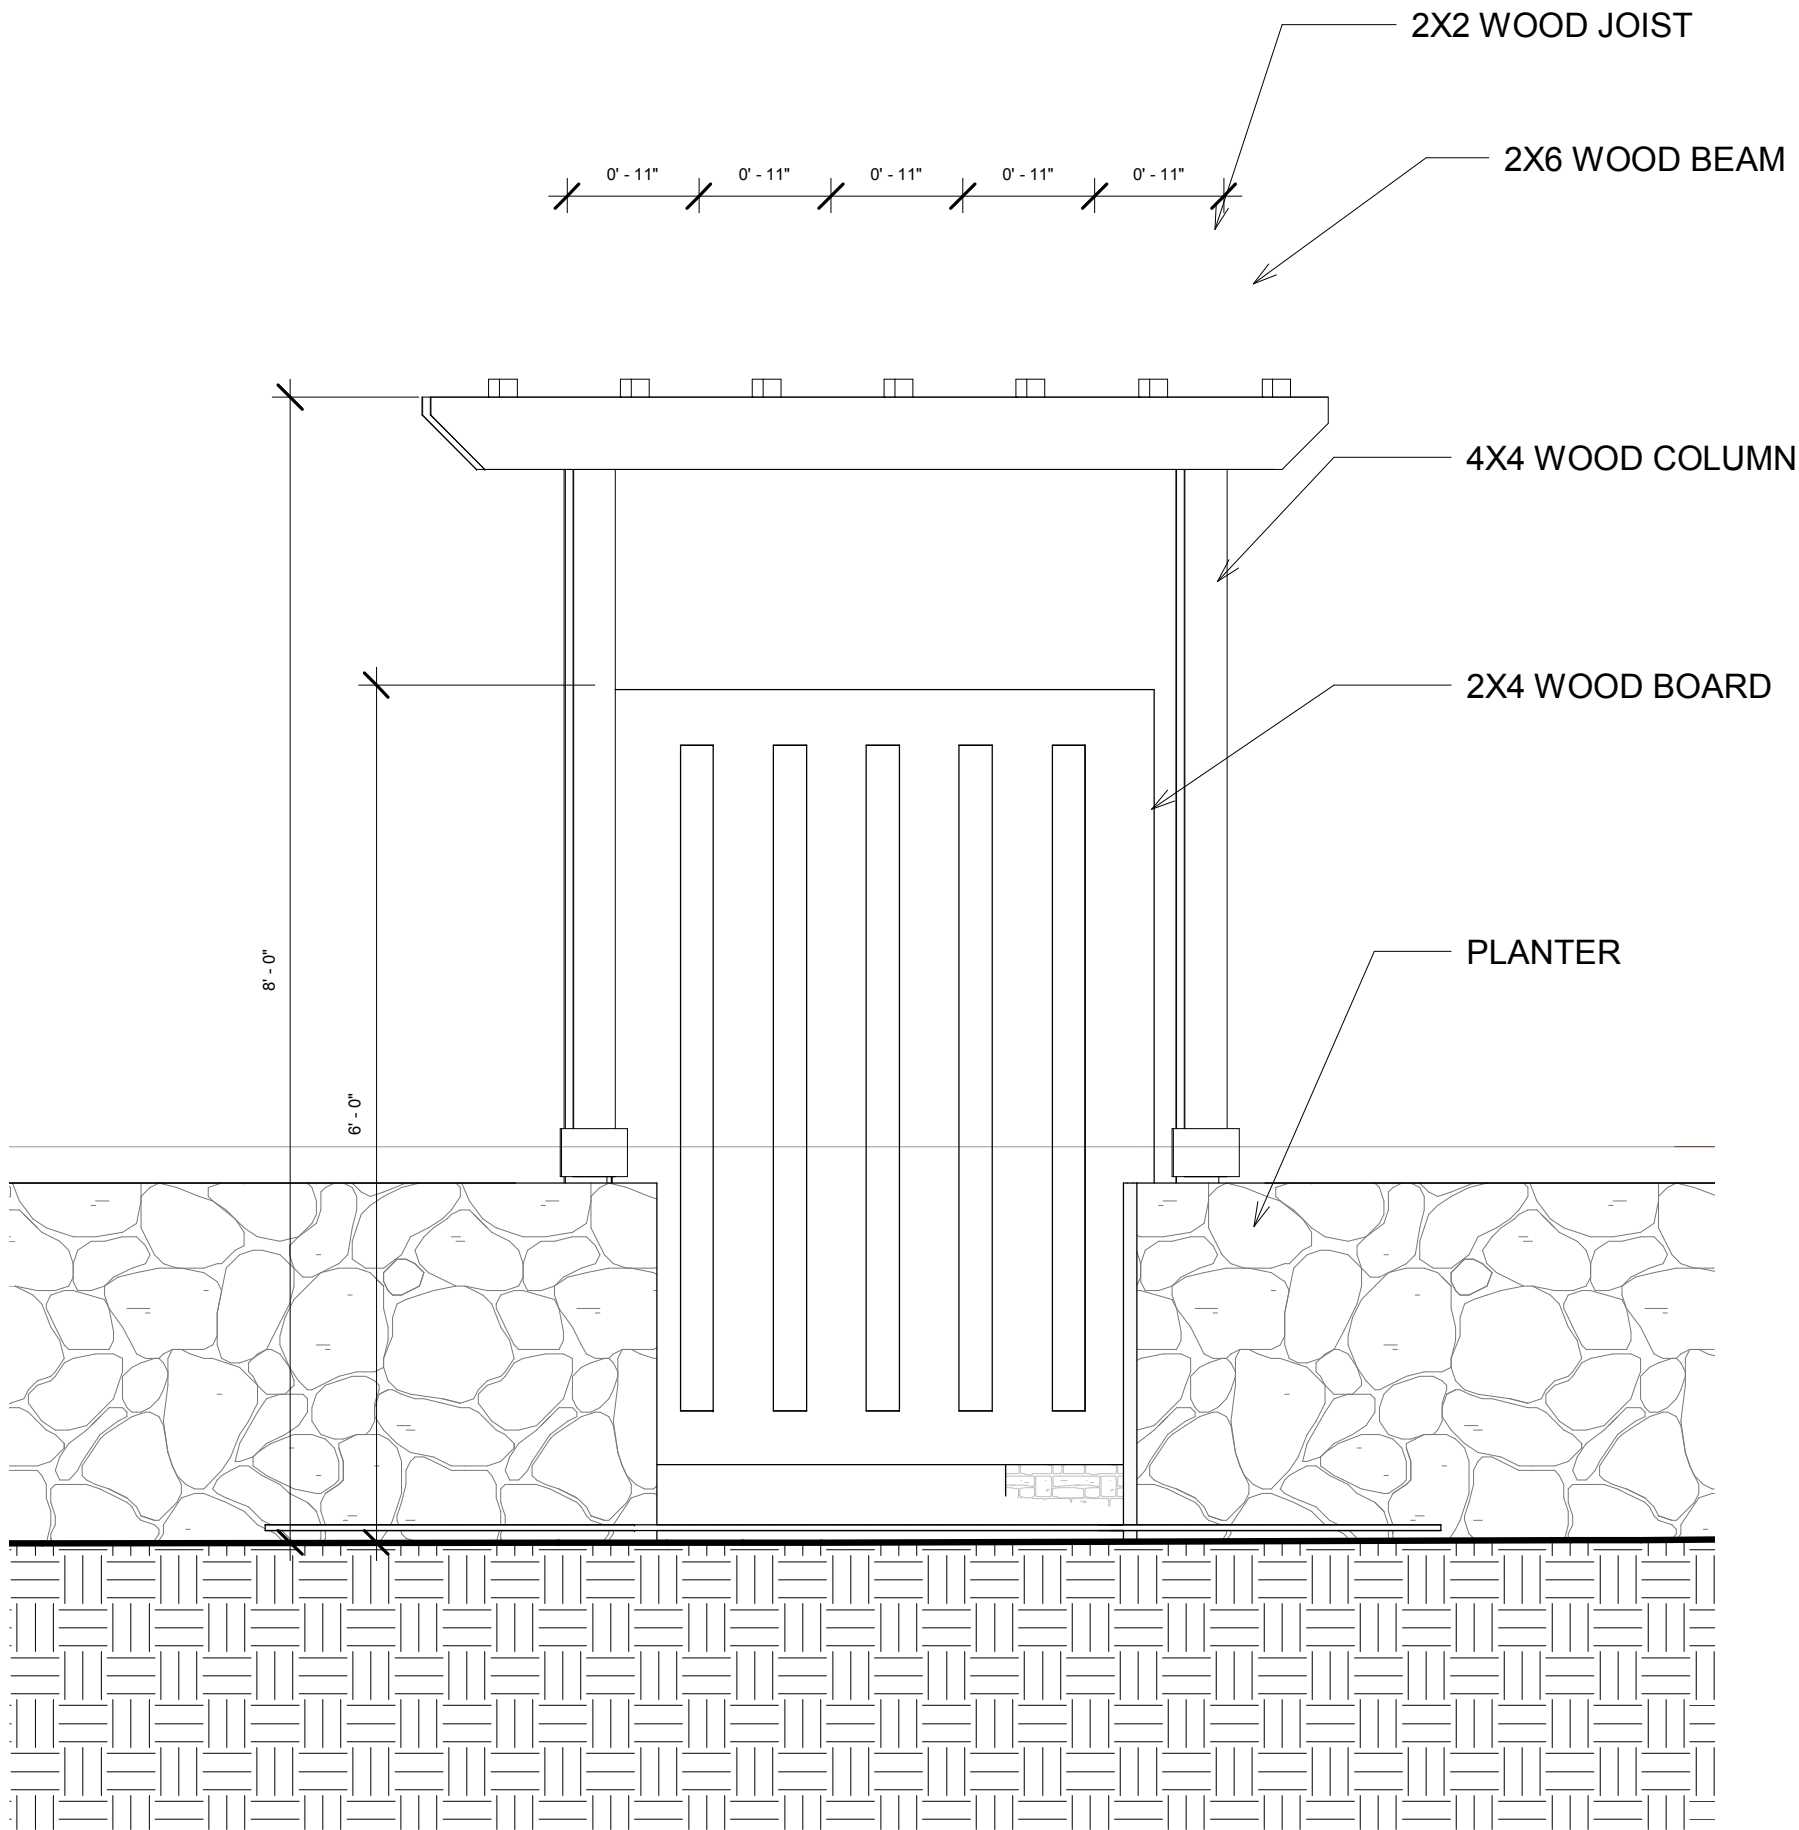 2X2 WOOD JOIST
2X6 WOOD BEAM
0' - 11" 0' - 11" 0' - 11" 0' - 11" 0' - 11"
4X4 WOOD COLUMN
2X4 WOOD BOARD
PLANTER
8' - 0"
6' - 0"